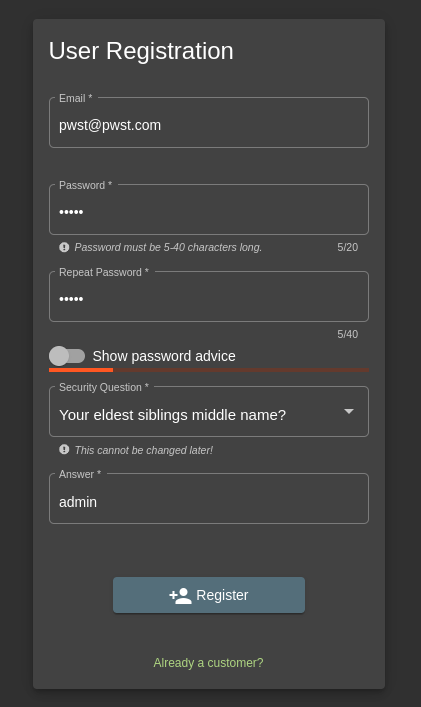 User Registration
Email *
pwst@pwst.com
Password *
•••••
Password must be 5-40 characters long. 5/20
Repeat Password *
•••••
5/40
Show password advice
Security Question *
Your eldest siblings middle name?
This cannot be changed later!
Answer *
admin
Register
Already a customer?